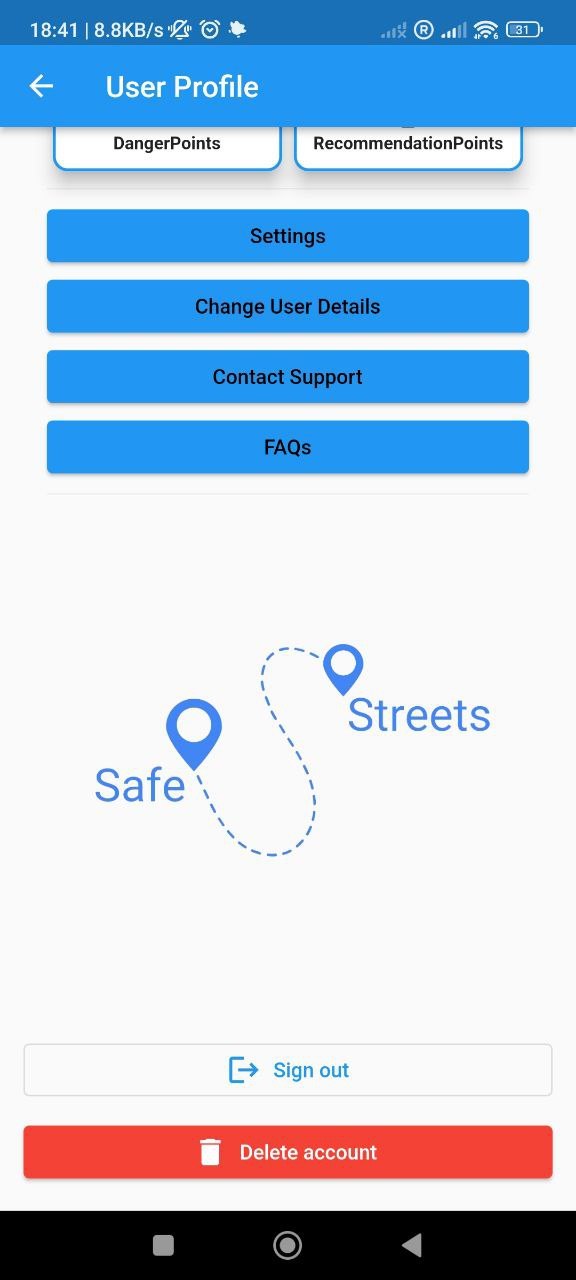 18:41 | 8.8KB/s R 31
User Profile
DangerPoints RecommendationPoints
Settings
Change User Details
Contact Support
FAQs
Streets
Safe
Sign out
Delete account